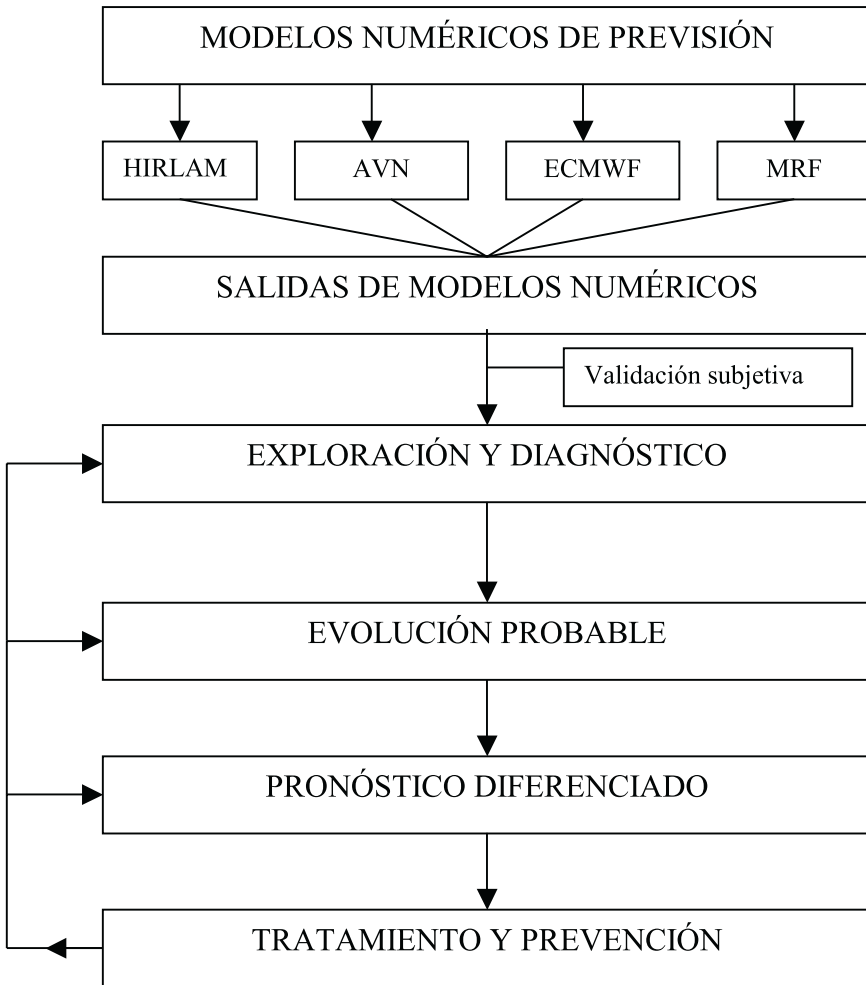 MODELOS NUMÉRICOS DE PREVISIÓN
HIRLAM
AVN
ECMWF
MRF
SALIDAS DE MODELOS NUMÉRICOS
Validación subjetiva
EXPLORACIÓN Y DIAGNÓSTICO
EVOLUCIÓN PROBABLE
PRONÓSTICO DIFERENCIADO
TRATAMIENTO Y PREVENCIÓN